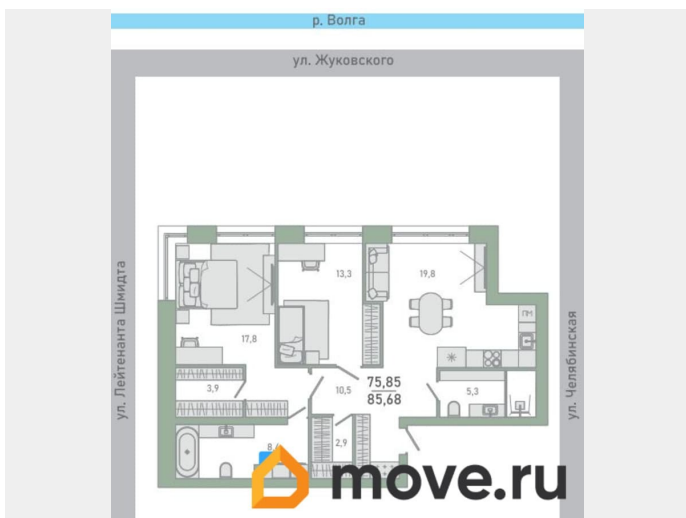 р. Волга
ул. Жуковского
ул. Лейтенанта Шмидта
ул. Челябинская
13,3
19,8
ПМ
17,8
3,9
10,5
75,85
85,68
5,3
2,9
move.ru